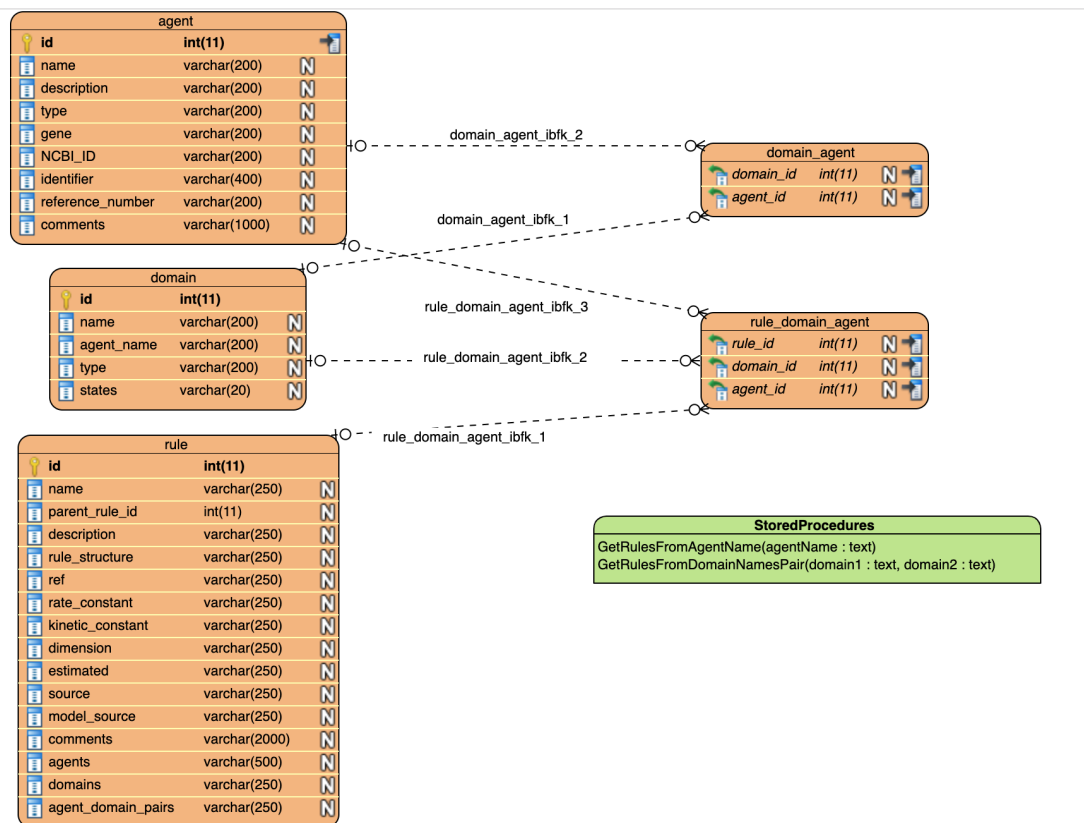 agent
id int(11)
name varchar(200) N
description varchar(200) N
type varchar(200) N
gene varchar(200) N
NCBI_ID varchar(200) N
identifier varchar(400) N
reference_number varchar(200) N
comments varchar(1000) N
domain_agent_ibfk_2
domain_agent
domain_id int(11) N
agent_id int(11) N
domain_agent_ibfk_1
domain
id int(11)
name varchar(200) N
agent_name varchar(200) N
type varchar(200) N
states varchar(20) N
rule_domain_agent_ibfk_3
rule_domain_agent
rule_id int(11) N
domain_id int(11) N
agent_id int(11) N
rule_domain_agent_ibfk_2
rule_domain_agent_ibfk_1
rule
id int(11)
name varchar(250) N
parent_rule_id int(11) N
description varchar(250) N
rule_structure varchar(250) N
ref varchar(250) N
rate_constant varchar(250) N
kinetic_constant varchar(250) N
dimension varchar(250) N
estimated varchar(250) N
source varchar(250) N
model_source varchar(250) N
comments varchar(2000) N
agents varchar(500) N
domains varchar(250) N
agent_domain_pairs varchar(250) N
StoredProcedures
GetRulesFromAgentName(agentName : text)
GetRulesFromDomainNamesPair(domain1 : text, domain2 : text)